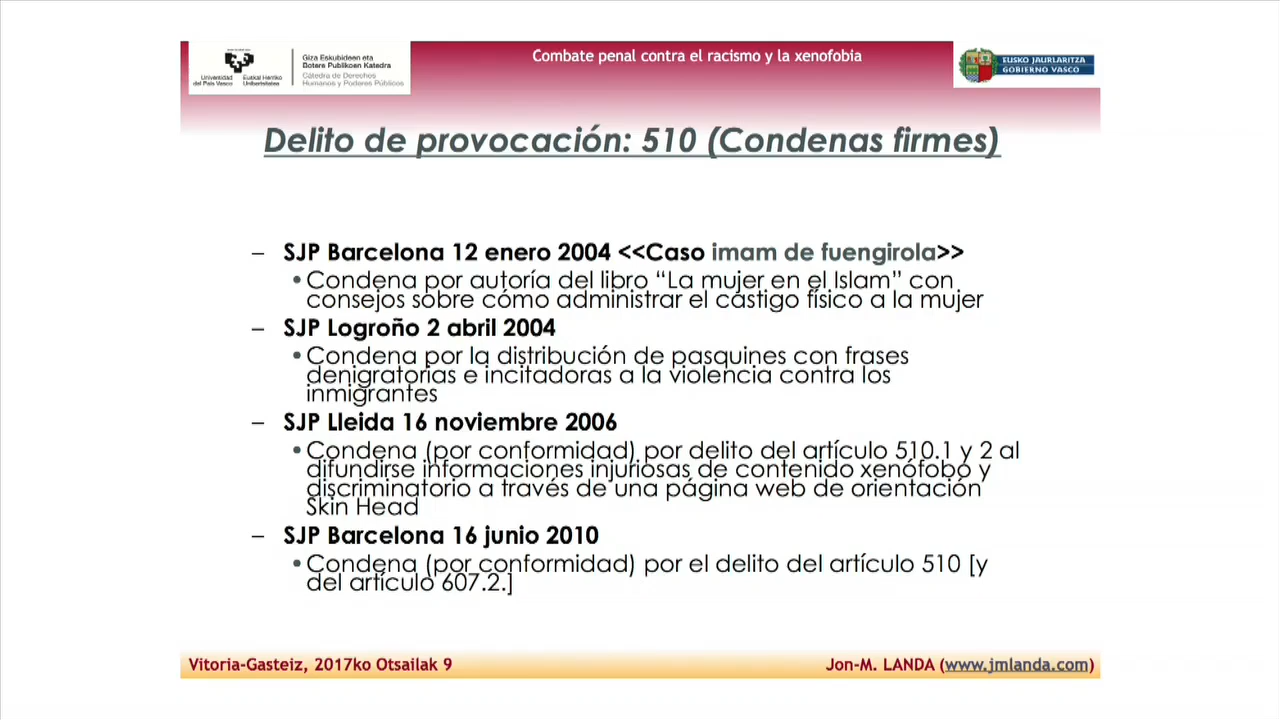 Universidad del País Vasco
Euskal Herriko Unibertsitatea
Giza Eskubideen eta
Botere Publikoen Katedra
Cátedra de Derechos
Humanos y Poderes Públicos
Combate penal contra el racismo y la xenofobia
EUSKO JAURLARITZA
GOBIERNO VASCO
Delito de provocación: 510 (Condenas firmes)
– SJP Barcelona 12 enero 2004 <<Caso imam de fuengirola>>
• Condena por autoría del libro “La mujer en el Islam” con
consejos sobre cómo administrar el castigo físico a la mujer
– SJP Logroño 2 abril 2004
• Condena por la distribución de pasquines con frases
denigratorias e incitadoras a la violencia contra los
inmigrantes
– SJP Lleida 16 noviembre 2006
• Condena (por conformidad) por delito del artículo 510.1 y 2 al
difundirse informaciones injuriosas de contenido xenófobo y
discriminatorio a través de una página web de orientación
Skin Head
– SJP Barcelona 16 junio 2010
• Condena (por conformidad) por el delito del artículo 510 [y
del artículo 607.2.]
Vitoria-Gasteiz, 2017ko Otsailak 9
Jon-M. LANDA (www.jmlanda.com)